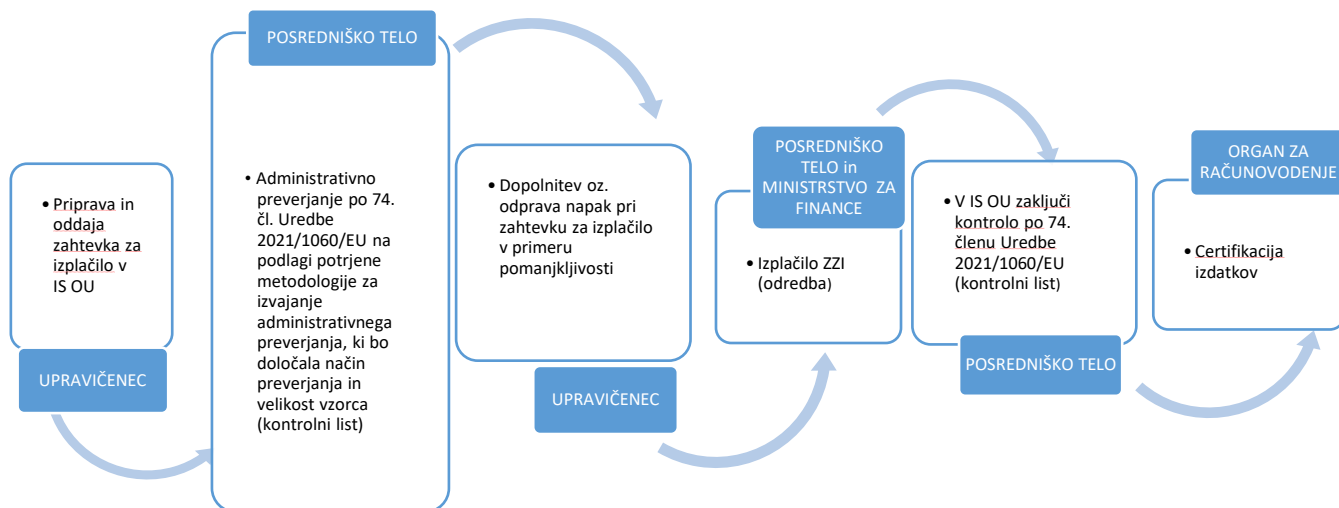 Priprava in
oddaja
zahtevka za
izplačilo v
IS OU
UPRAVIČENEC
POSREDNIŠKO TELO
Administrativno
preverjanje po 74.
čl. Uredbe
2021/1060/EU na
podlagi potrjene
metodologije za
izvajanje
administrativnega
preverjanja, ki bo
določala način
preverjanja in
velikost vzorca
(kontrolni list)
Dopolnitev oz.
odprava napak pri
zahtevku za izplačilo
v primeru
pomanjkljivosti
UPRAVIČENEC
POSREDNIŠKO
TELO in
MINISTRSTVO ZA
FINANCE
Izplačilo ZZI
(odredba)
V IS OU zaključi
kontrolo po 74.
členu Uredbe
2021/1060/EU
(kontrolni list)
POSREDNIŠKO TELO
ORGAN ZA
RAČUNOVODENJE
Certifikacija
izdatkov